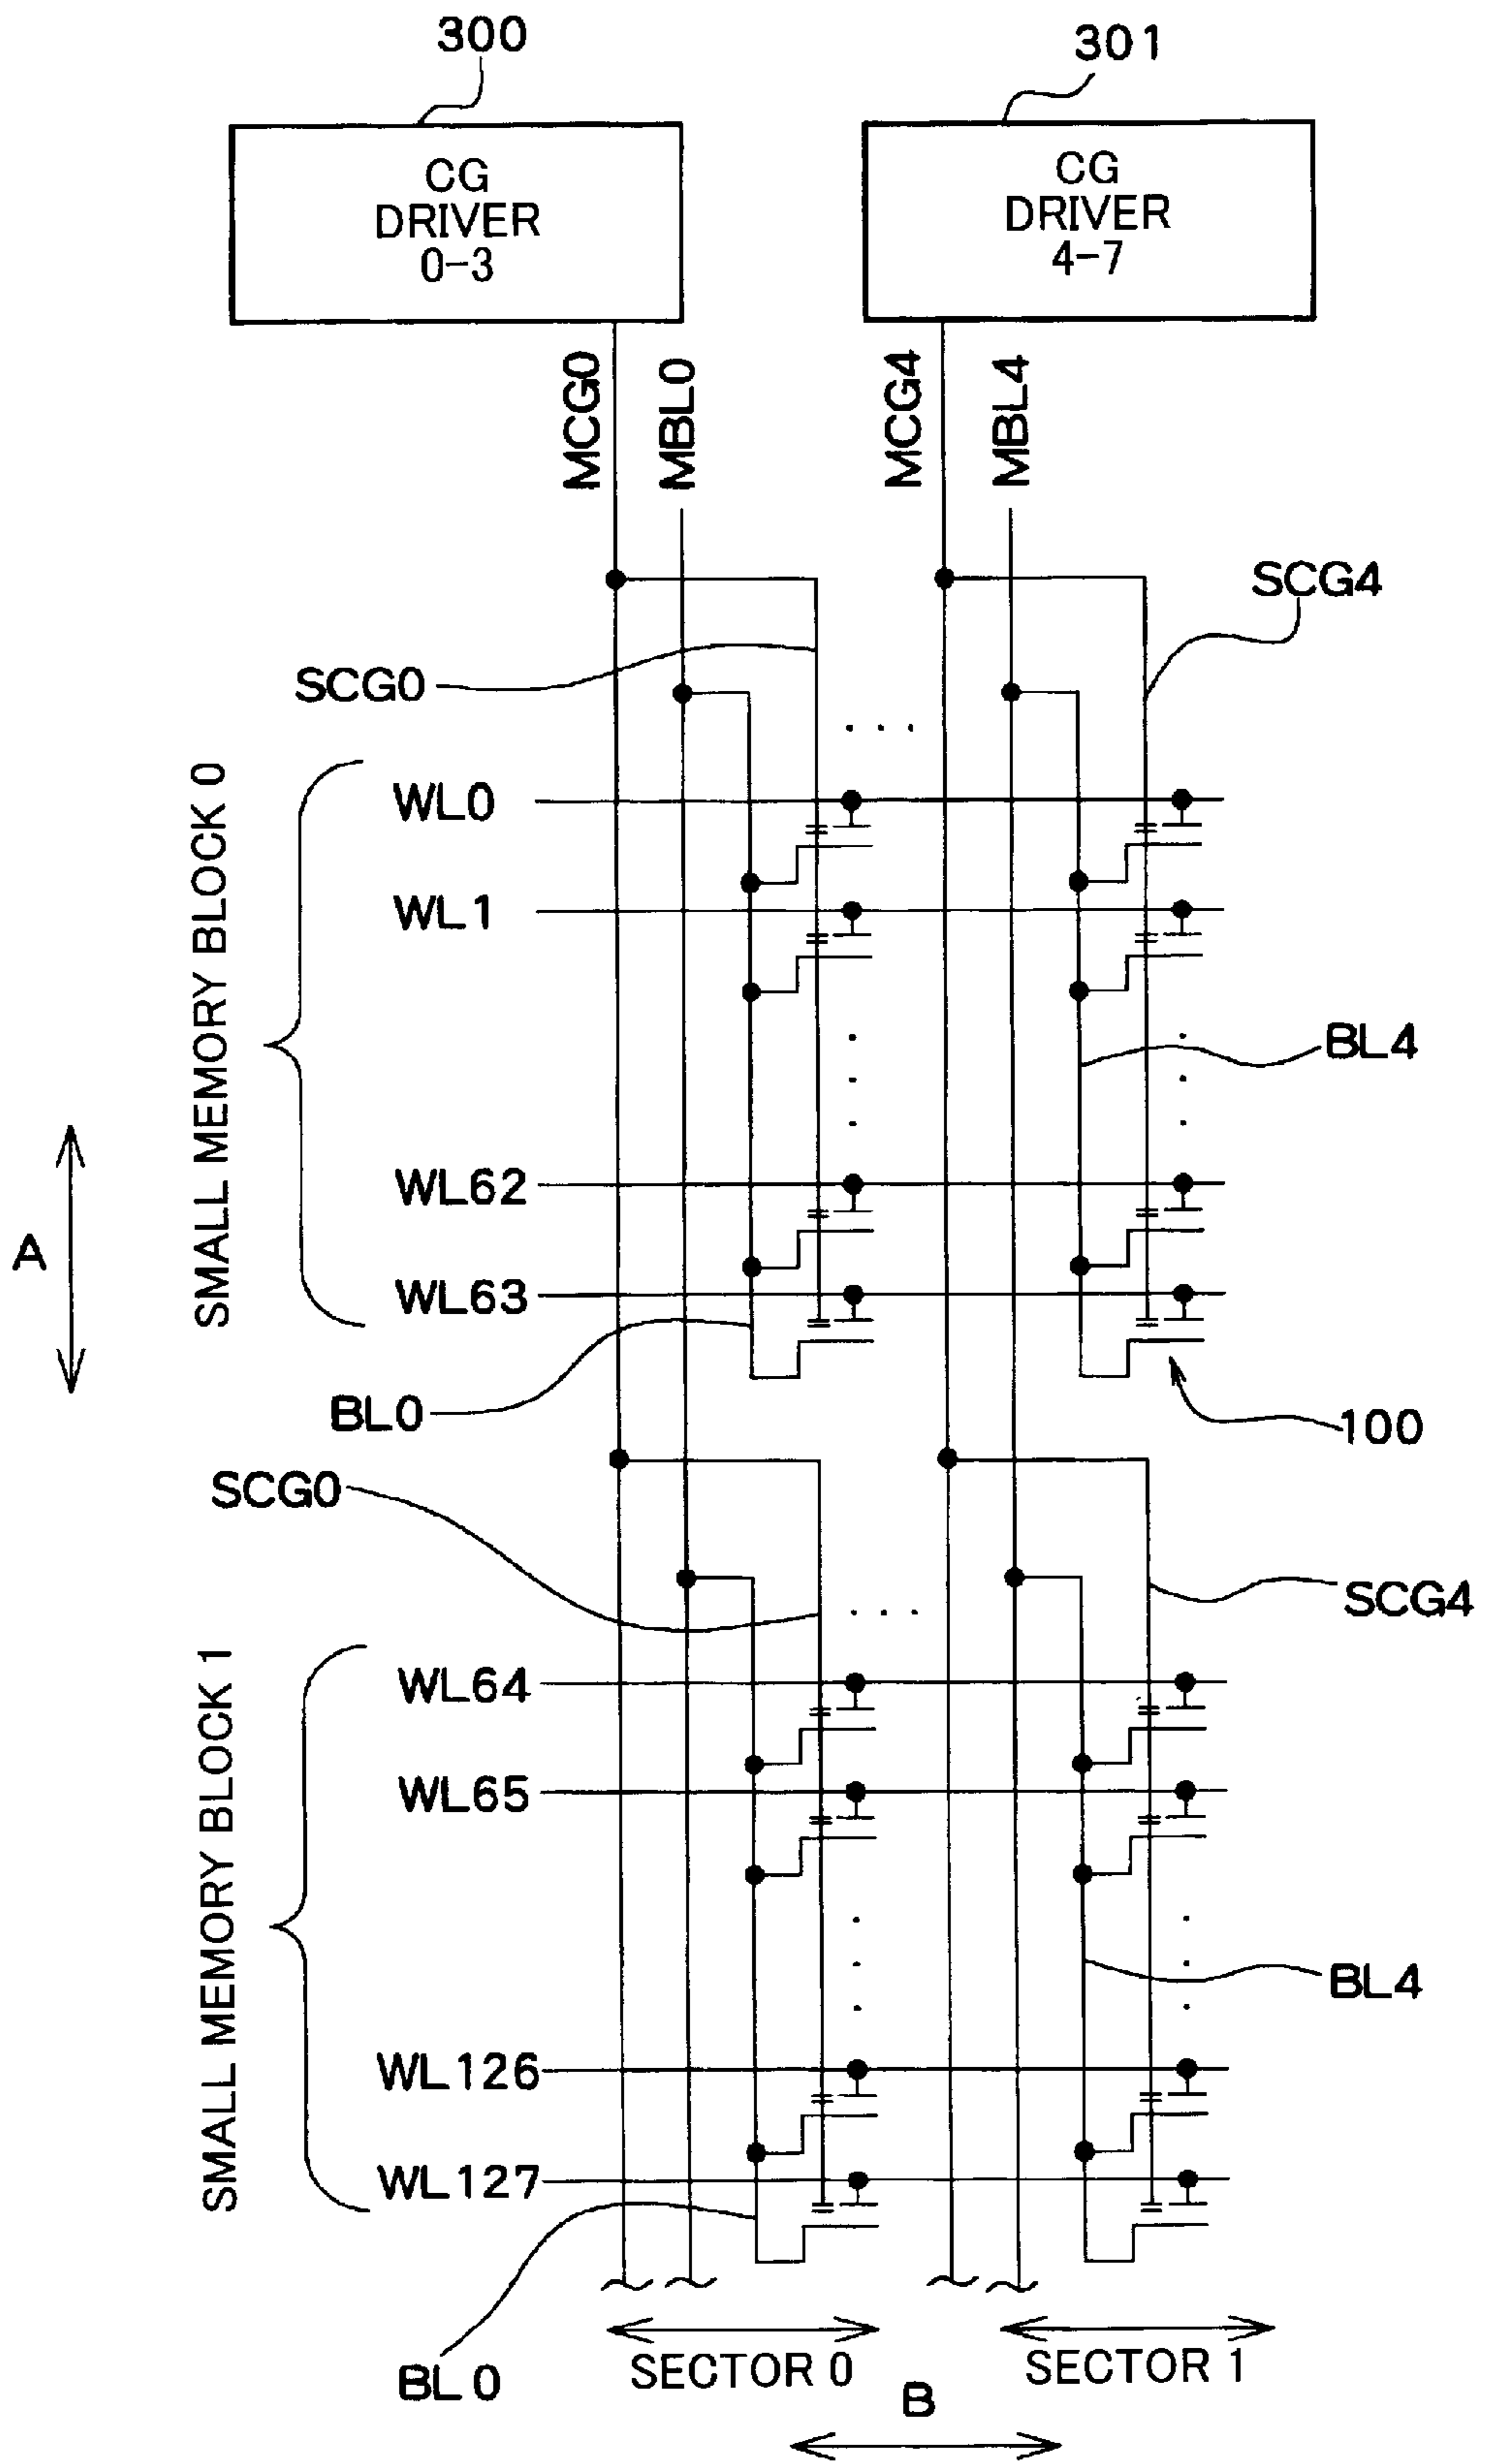 300
301
CG
DRIVER
0-3
CG
DRIVER
4-7
MCG0
MBL0
MCG4
MBL4
SCG4
SCG0
SMALL MEMORY BLOCK 0
WL0
WL1
BL4
WL62
A
WL63
BL0
100
SCG0
SCG4
SMALL MEMORY BLOCK 1
WL64
WL65
BL4
WL126
WL127
BL0
SECTOR 0
SECTOR 1
B